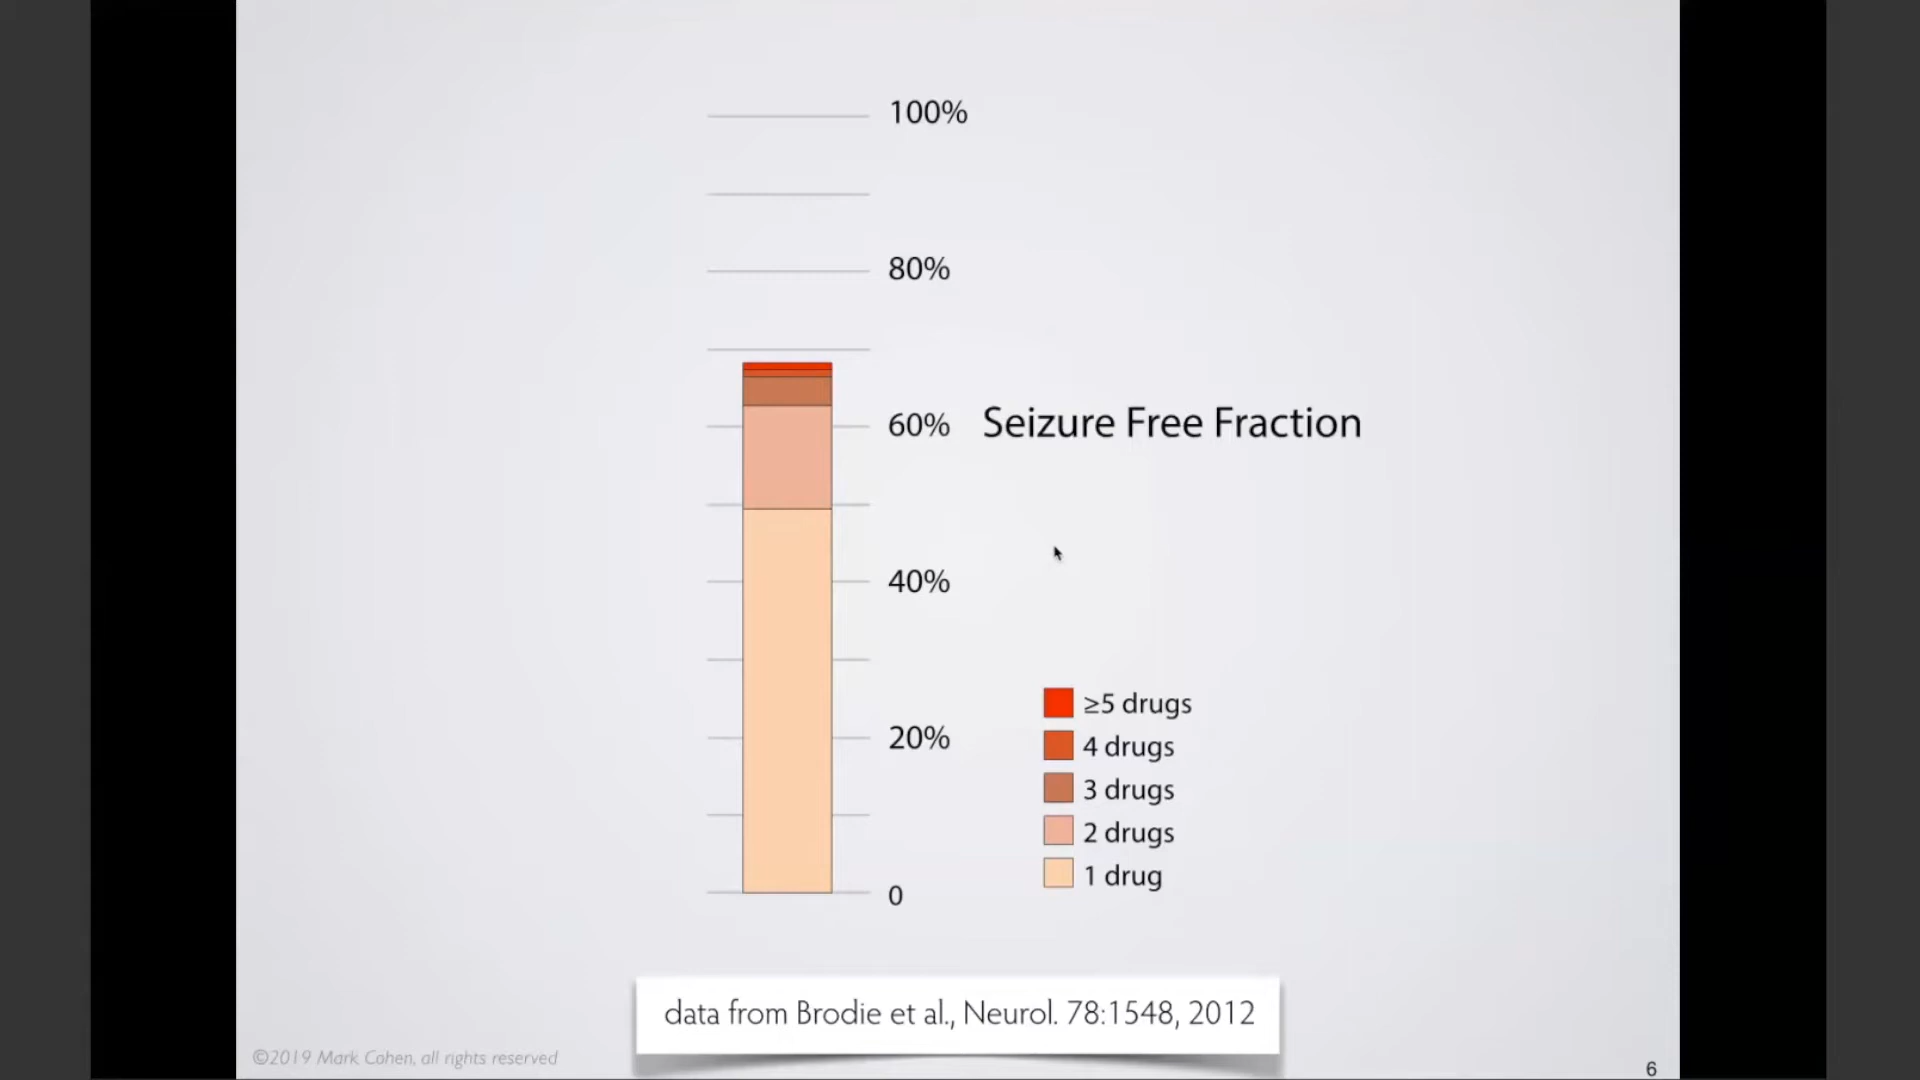 100%
80%
60%
Seizure Free Fraction
40%
20%
0
≥5 drugs
4 drugs
3 drugs
2 drugs
1 drug
data from Brodie et al., Neurol. 78:1548, 2012
©2019 Mark Cohen, all rights reserved
6